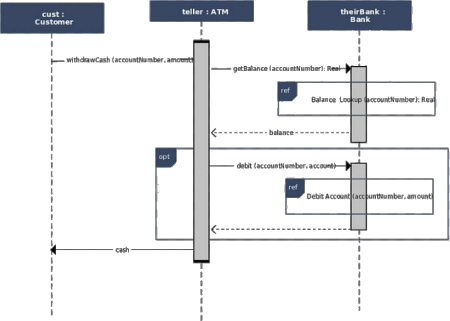 cust :
Customer
teller : ATM
theirBank :
Bank
withdrawCash (accountNumber, amount)
getBalance (accountNumber): Real
ref
Balance Lookup (accountNumber): Real
balance
opt
debit (accountNumber, account)
ref
Debit Account (accountNumber, amount)
cash